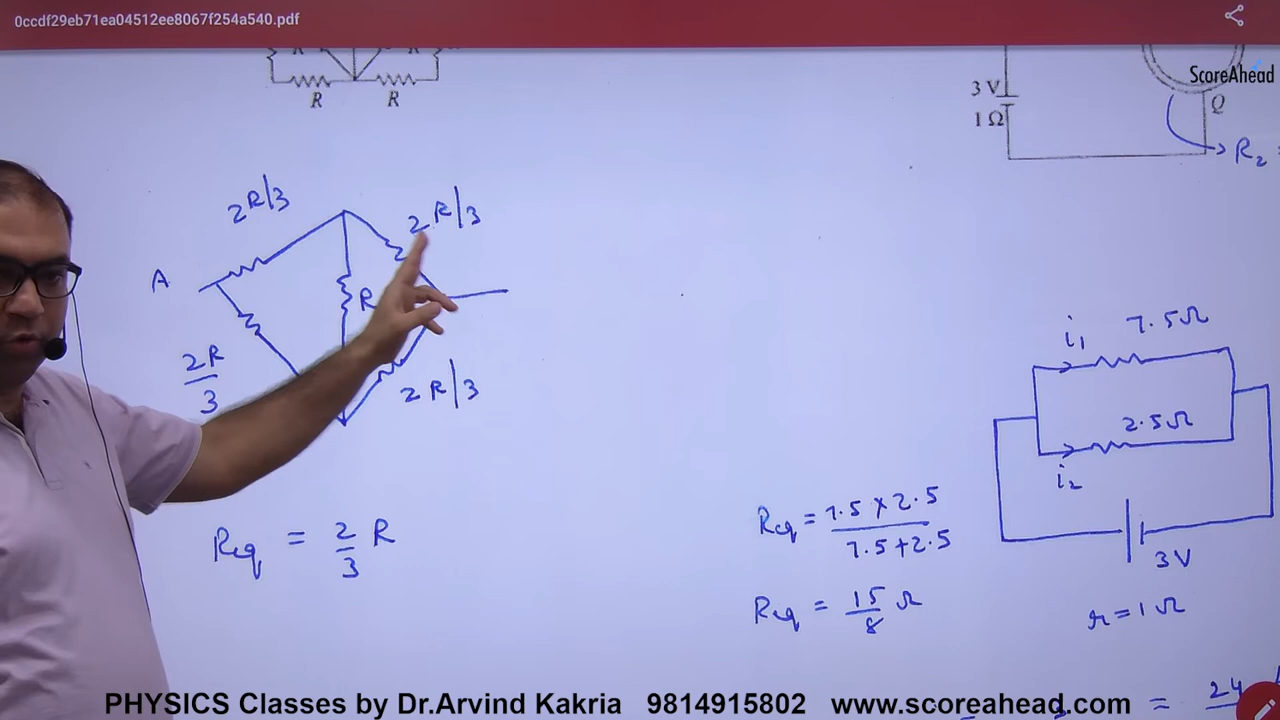 0ccdf29eb71ea04512ee8067f254a540.pdf
ScoreAhead
3 V
1 Ω
Q
R₂
R R
2R/3
2R/3
A
R
2R/3
2R/3
Req = 2/3 R
i₁ 7.5Ω
i₂ 2.5Ω
3V
r = 1Ω
Req = 7.5 × 2.5 / 7.5 + 2.5
Req = 15/8 Ω
= 24
PHYSICS Classes by Dr.Arvind Kakria 9814915802 www.scoreahead.com